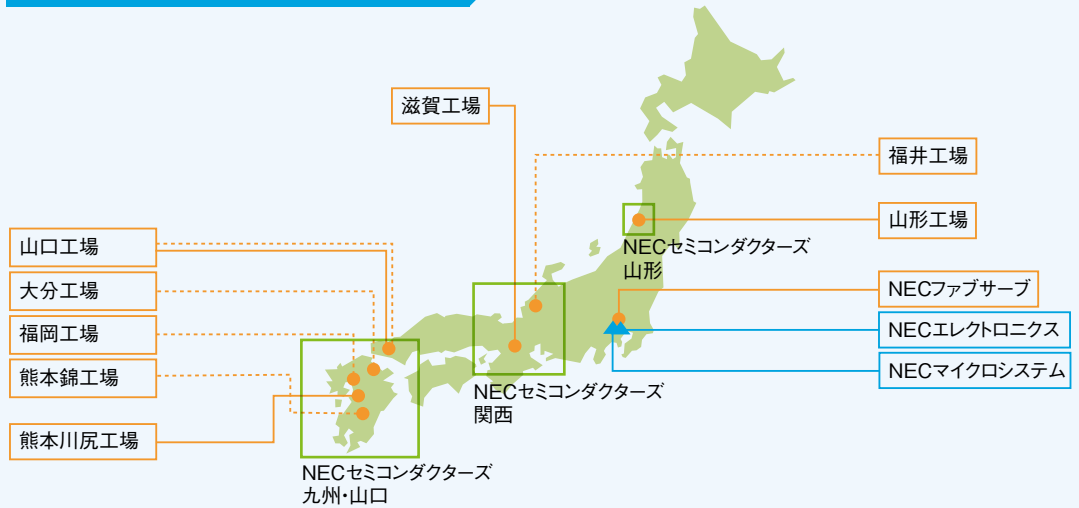 滋賀工場
福井工場
山形工場
NECセミコンダクターズ
山形
山口工場
大分工場
福岡工場
熊本錦工場
熊本川尻工場
NECファブサーブ
NECエレクトロニクス
NECマイクロシステム
NECセミコンダクターズ
関西
NECセミコンダクターズ
九州・山口